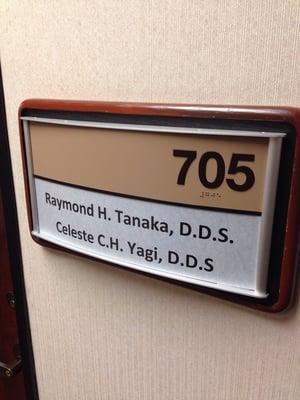 705
Raymond H. Tanaka, D.D.S.
Celeste C.H. Yagi, D.D.S